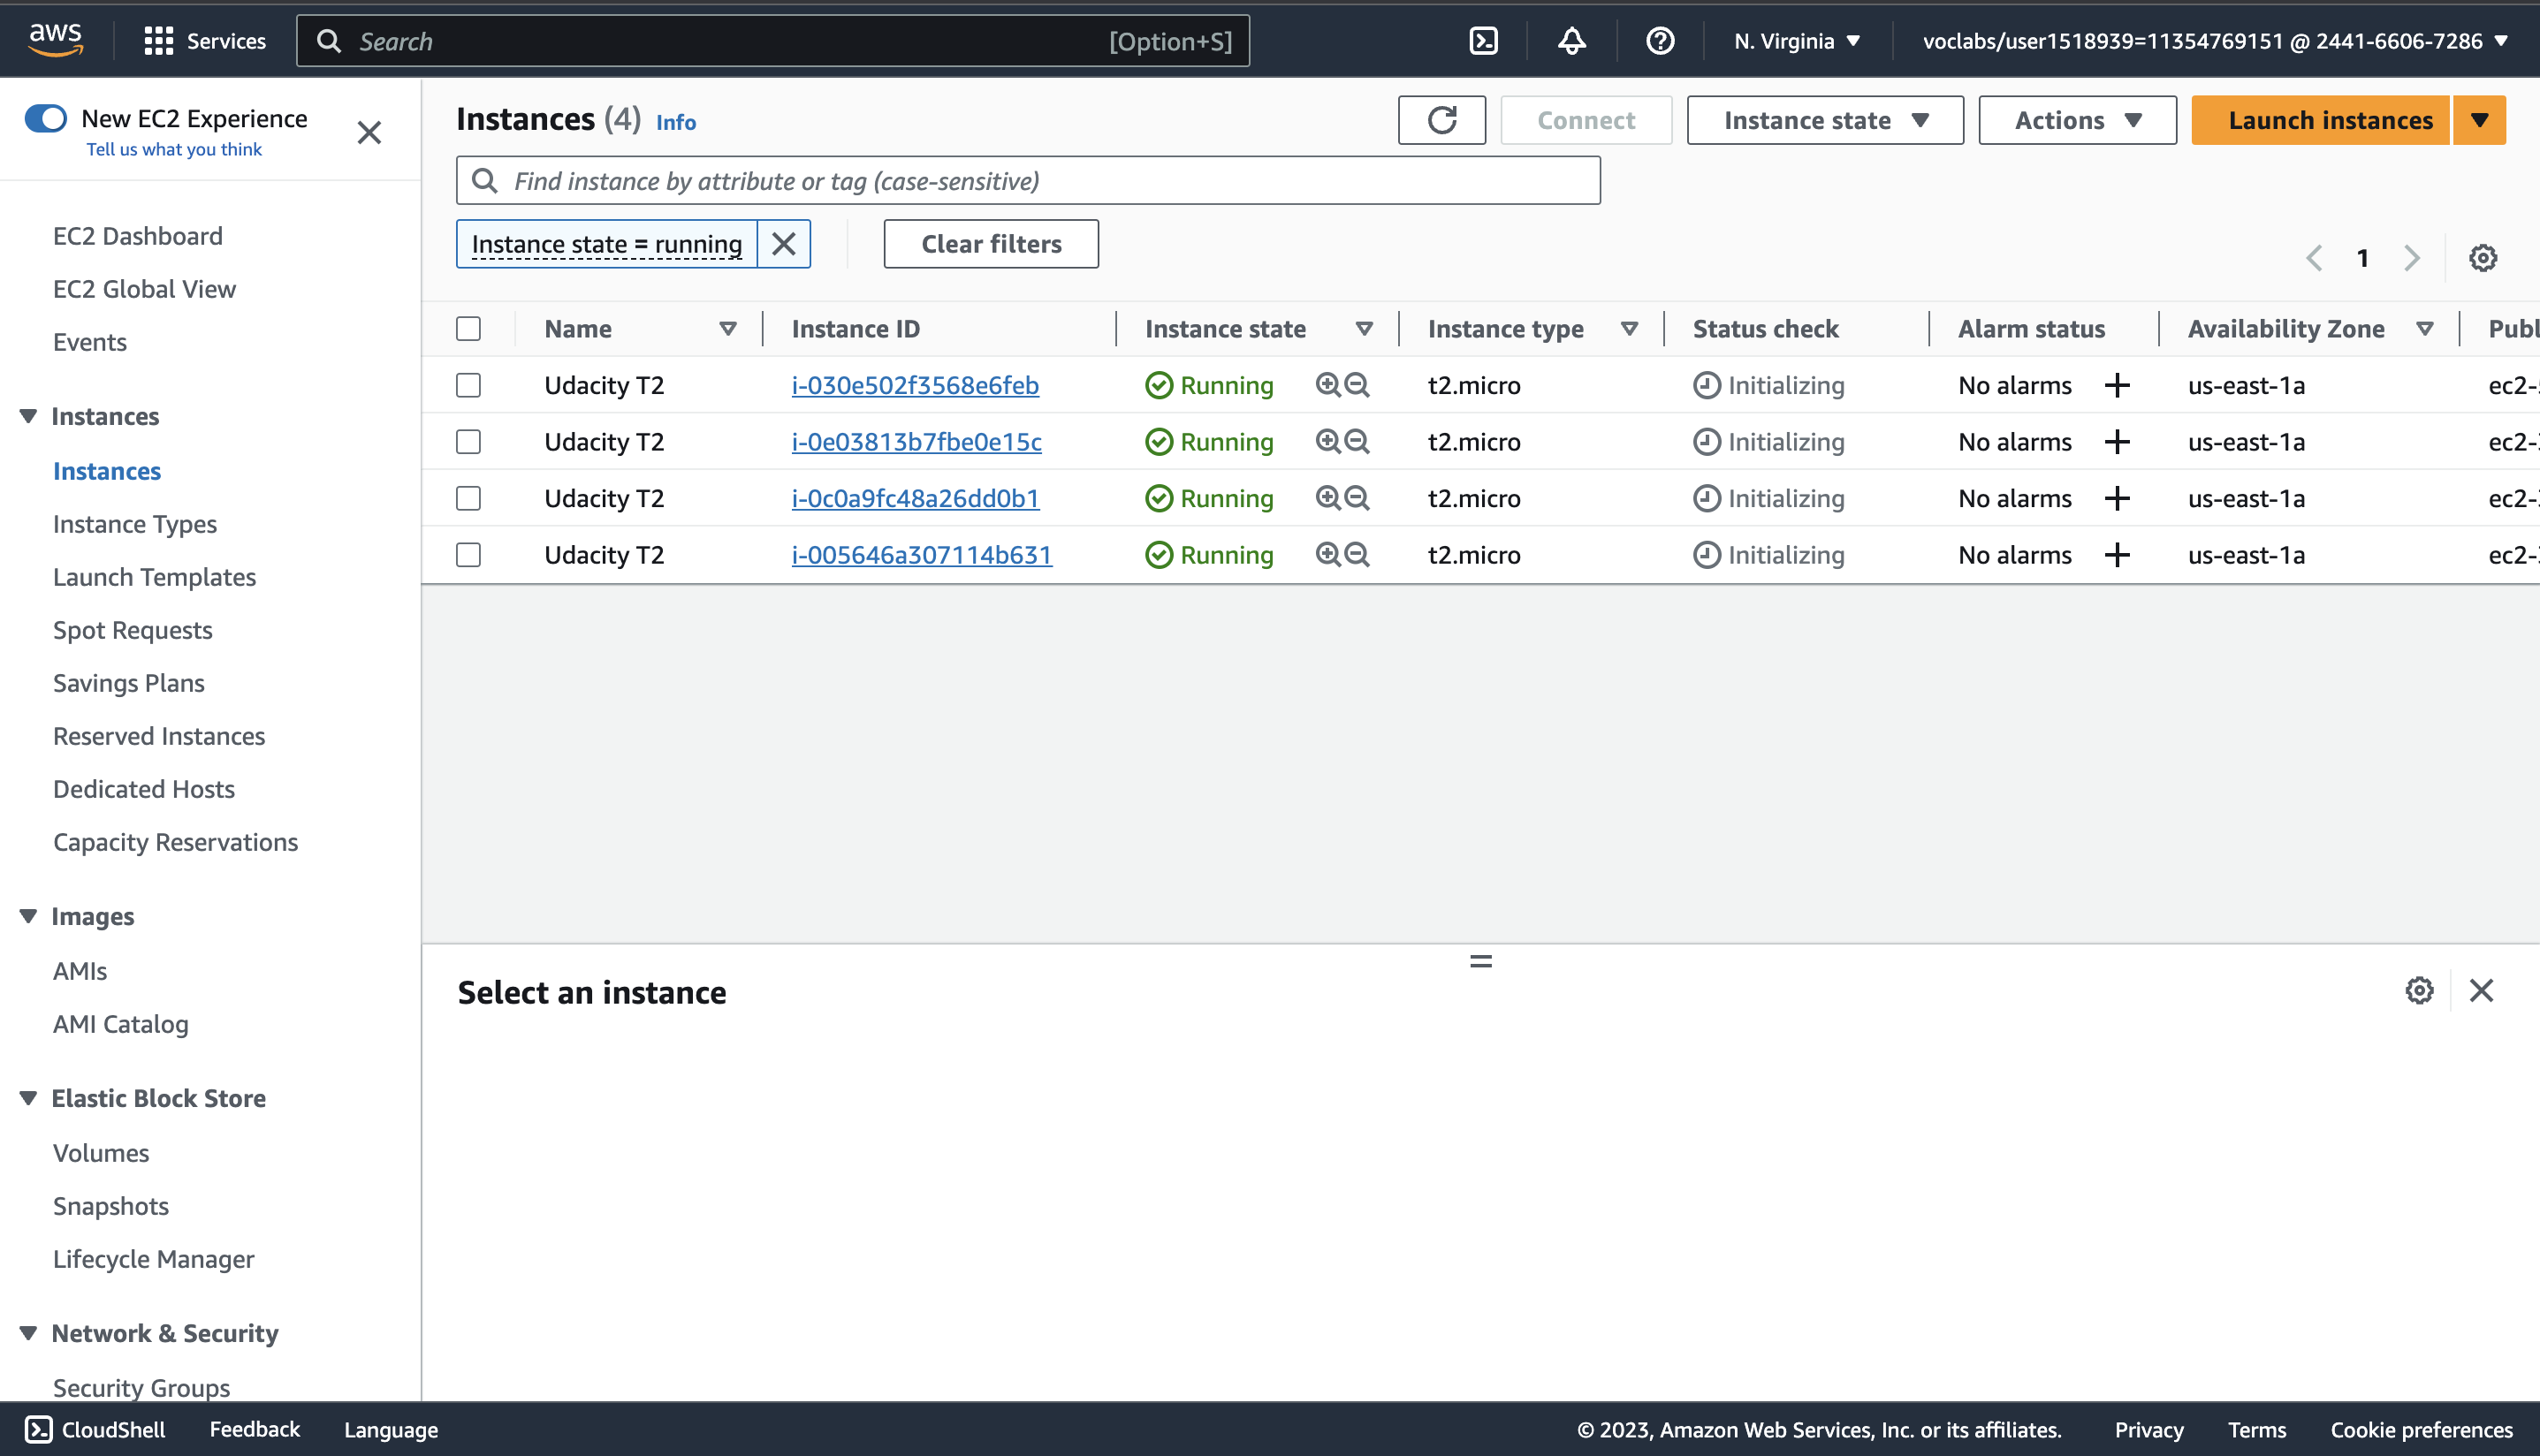 aws
Services
Search [Option+S]
N. Virginia
voclabs/user1518939=11354769151 @ 2441-6606-7286
New EC2 Experience
Tell us what you think
EC2 Dashboard
EC2 Global View
Events
Instances
Instances
Instance Types
Launch Templates
Spot Requests
Savings Plans
Reserved Instances
Dedicated Hosts
Capacity Reservations
Images
AMIs
AMI Catalog
Elastic Block Store
Volumes
Snapshots
Lifecycle Manager
Network & Security
Security Groups
Instances (4) Info
Connect
Instance state
Actions
Launch instances
Find instance by attribute or tag (case-sensitive)
Instance state = running
Clear filters
1
Name Instance ID Instance state Instance type Status check Alarm status Availability Zone Publ
Udacity T2 i-030e502f3568e6feb Running t2.micro Initializing No alarms + us-east-1a ec2-
Udacity T2 i-0e03813b7fbe0e15c Running t2.micro Initializing No alarms + us-east-1a ec2-
Udacity T2 i-0c0a9fc48a26dd0b1 Running t2.micro Initializing No alarms + us-east-1a ec2-
Udacity T2 i-005646a307114b631 Running t2.micro Initializing No alarms + us-east-1a ec2-
Select an instance
CloudShell Feedback Language © 2023, Amazon Web Services, Inc. or its affiliates. Privacy Terms Cookie preferences